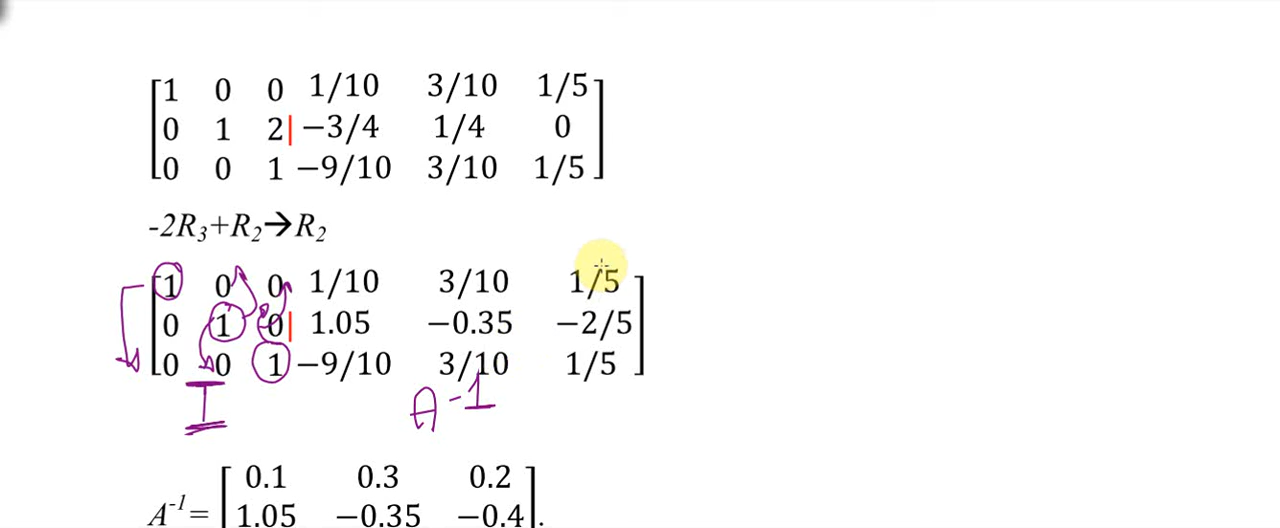 1 0 0 1/10 3/10 1/5
0 1 2| −3/4 1/4 0
0 0 1 −9/10 3/10 1/5
-2R3+R2→R2
1 0 0 1/10 3/10 1/5
0 1 0| 1.05 −0.35 −2/5
0 0 1 −9/10 3/10 1/5
I A-1
0.1 0.3 0.2
A-1= 1.05 −0.35 −0.4 .